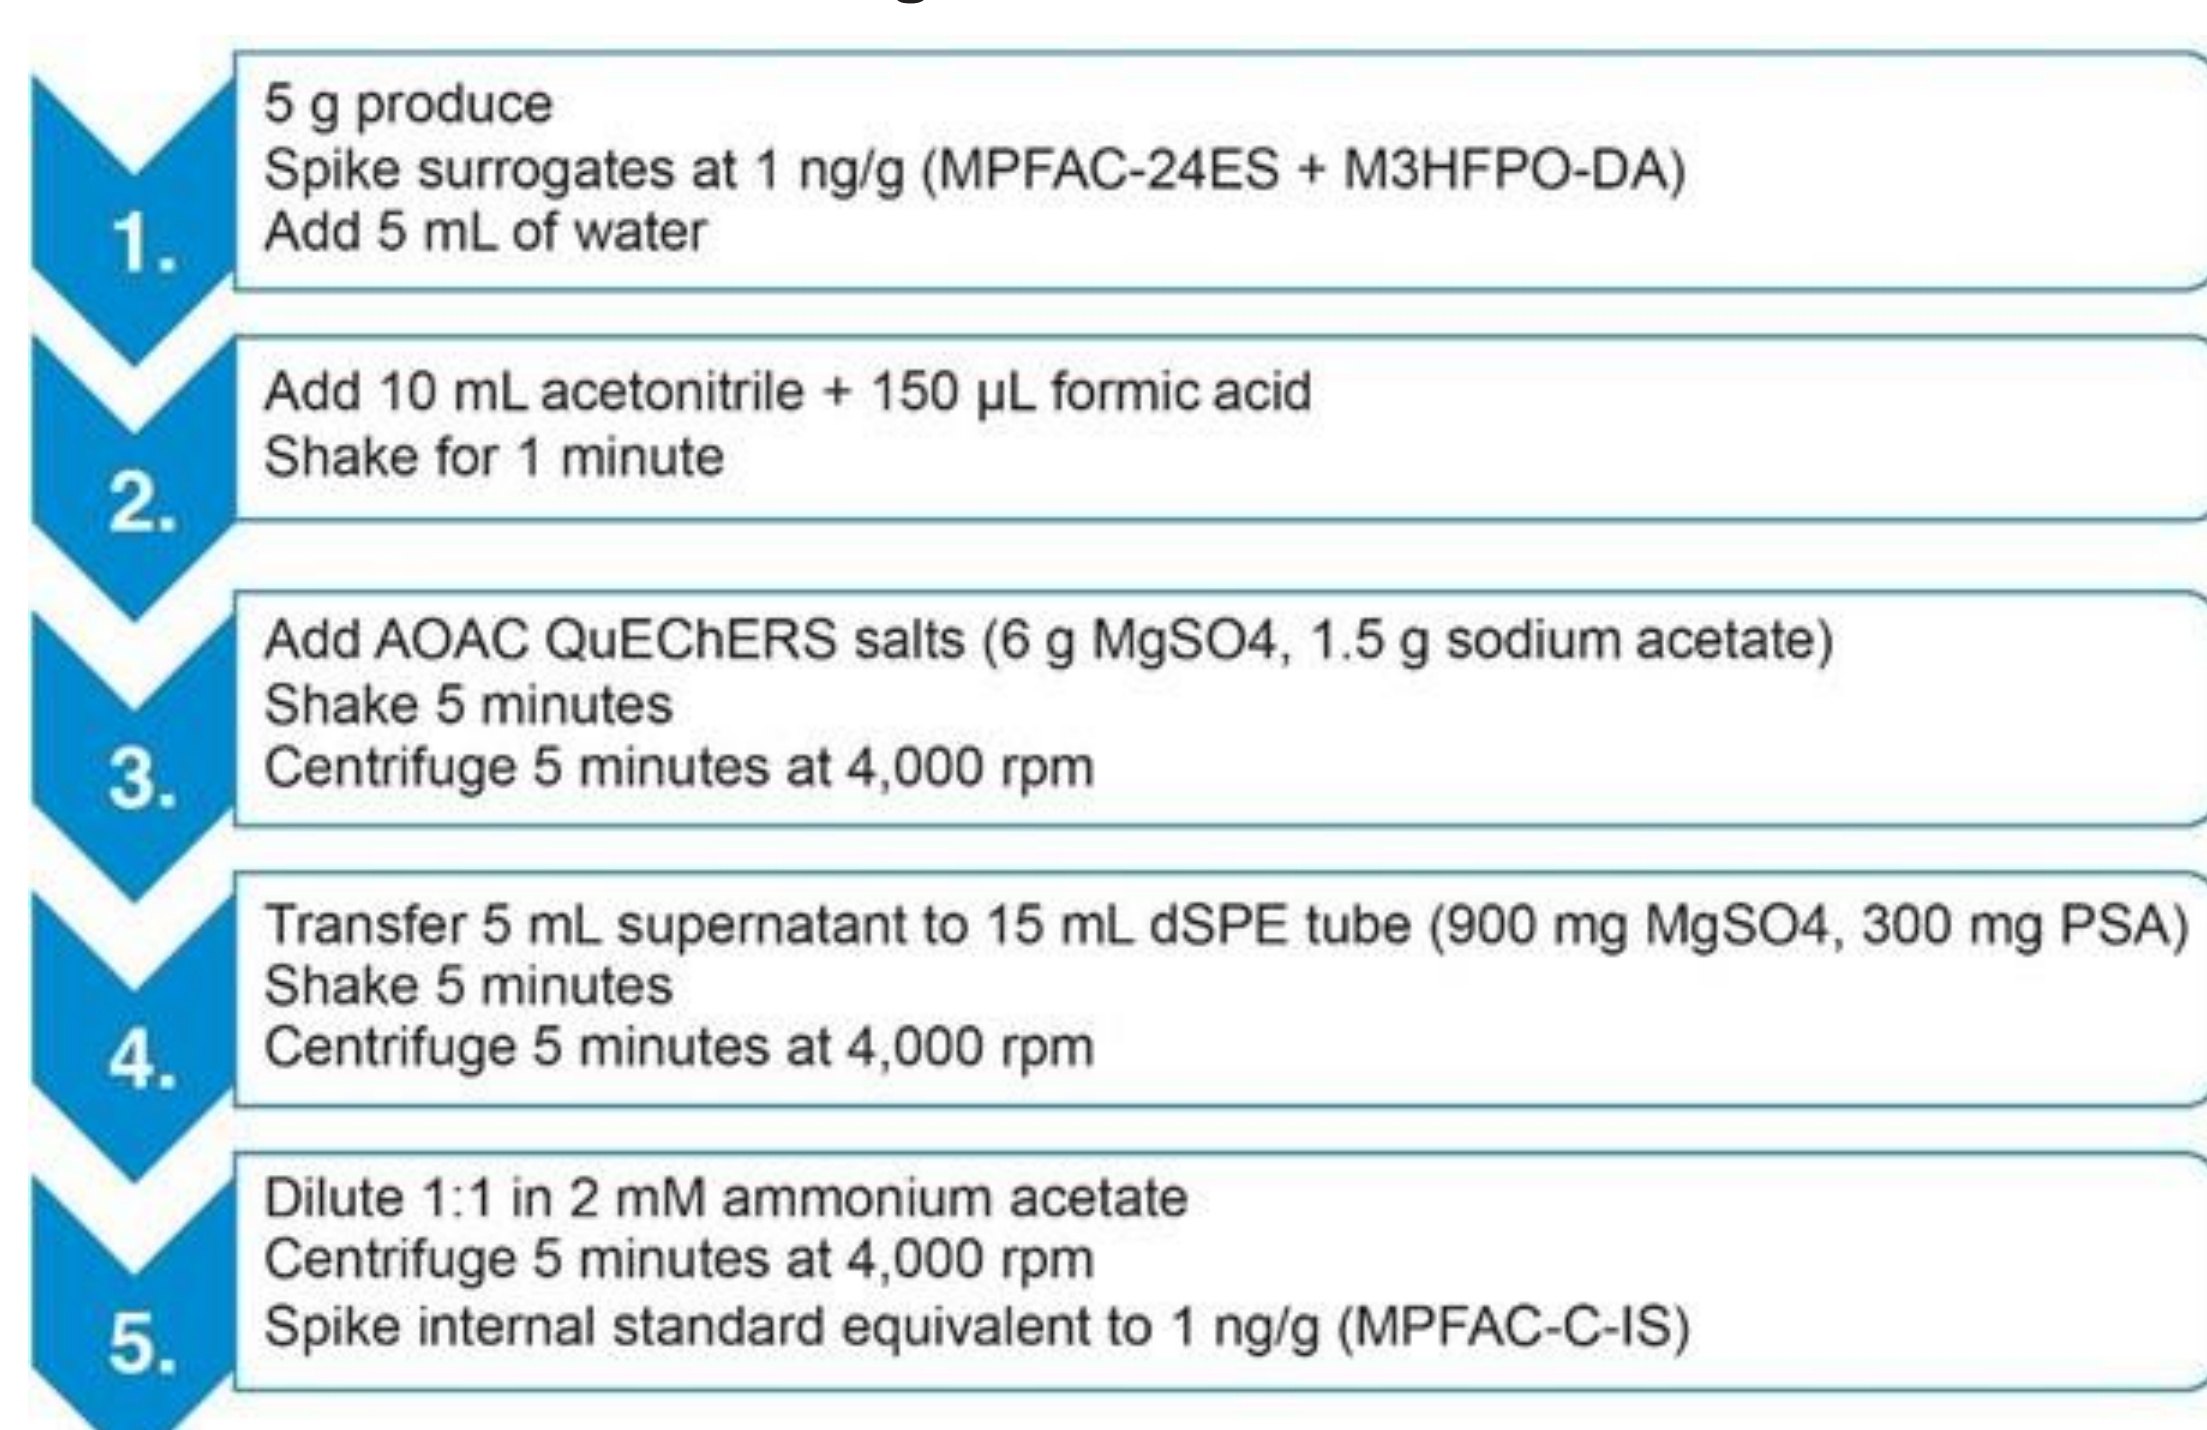 1.
5 g produce
Spike surrogates at 1 ng/g (MPFAC-24ES + M3HFPO-DA)
Add 5 mL of water
2.
Add 10 mL acetonitrile + 150 µL formic acid
Shake for 1 minute
3.
Add AOAC QuEChERS salts (6 g MgSO4, 1.5 g sodium acetate)
Shake 5 minutes
Centrifuge 5 minutes at 4,000 rpm
4.
Transfer 5 mL supernatant to 15 mL dSPE tube (900 mg MgSO4, 300 mg PSA)
Shake 5 minutes
Centrifuge 5 minutes at 4,000 rpm
5.
Dilute 1:1 in 2 mM ammonium acetate
Centrifuge 5 minutes at 4,000 rpm
Spike internal standard equivalent to 1 ng/g (MPFAC-C-IS)